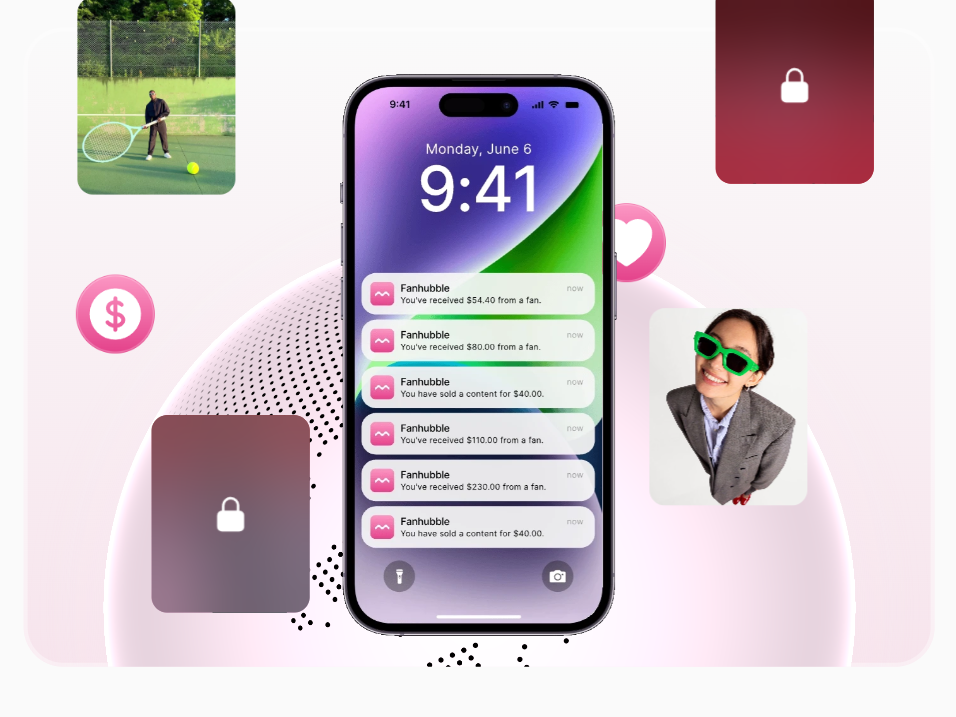 9:41
Monday, June 6
9:41
Fanhubble now
You've received $54.40 from a fan.
Fanhubble now
You've received $80.00 from a fan.
Fanhubble now
You have sold a content for $40.00.
Fanhubble now
You've received $110.00 from a fan.
Fanhubble now
You've received $230.00 from a fan.
Fanhubble now
You have sold a content for $40.00.
$